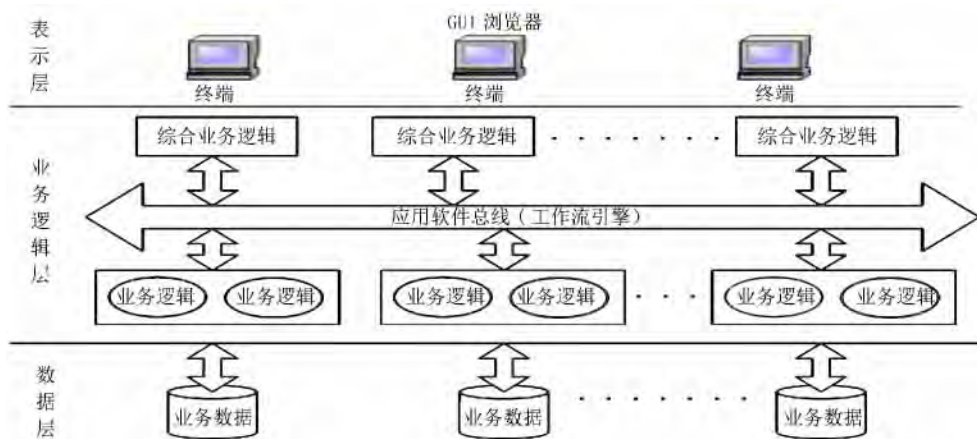 表示层
GUI 浏览器
终端
终端
终端
业务逻辑层
综合业务逻辑
综合业务逻辑
综合业务逻辑
应用软件总线（工作流引擎）
业务逻辑
业务逻辑
业务逻辑
业务逻辑
业务逻辑
业务逻辑
数据层
业务数据
业务数据
业务数据